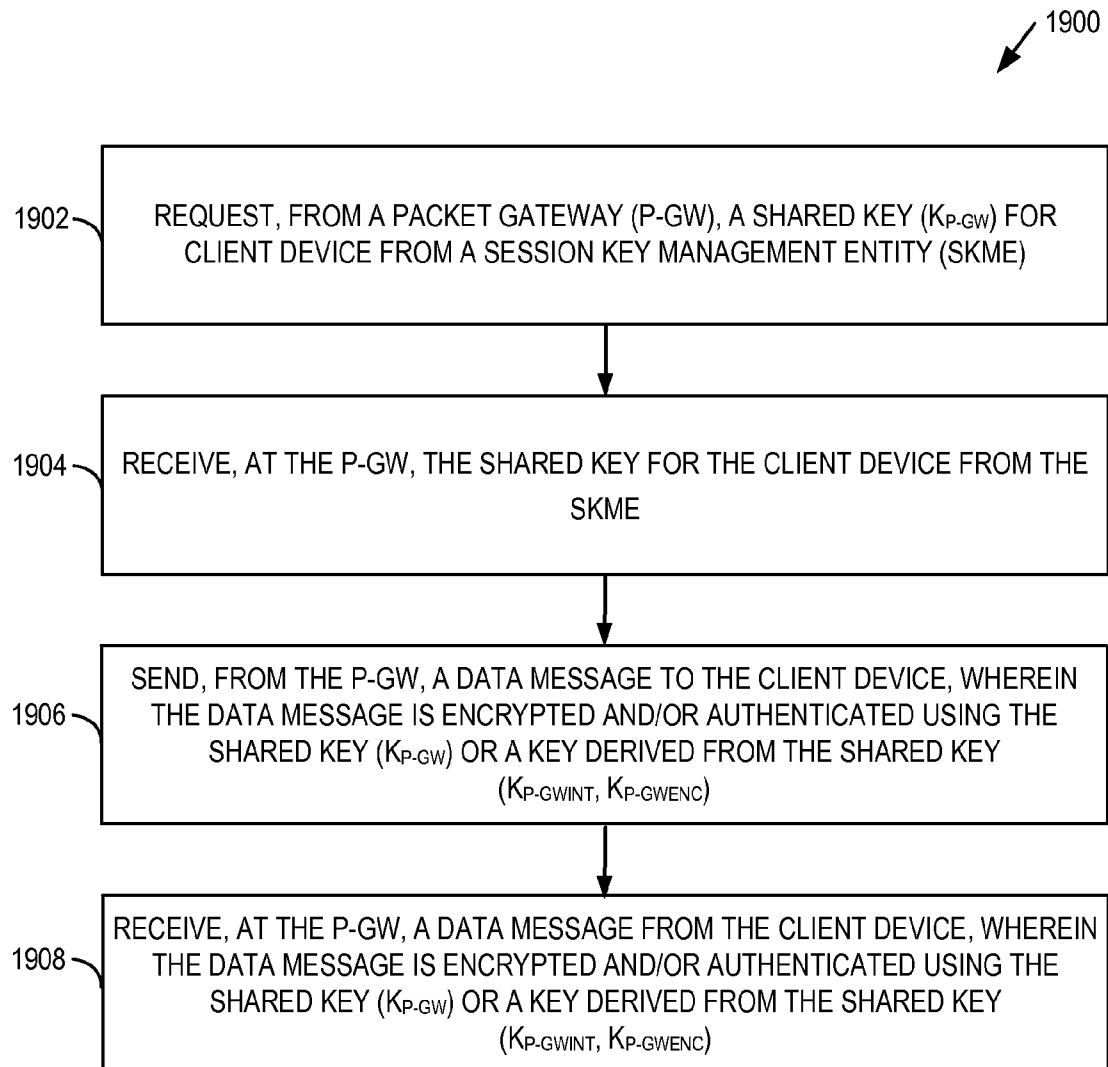 1900
1902
REQUEST, FROM A PACKET GATEWAY (P-GW), A SHARED KEY (KP-GW) FOR
CLIENT DEVICE FROM A SESSION KEY MANAGEMENT ENTITY (SKME)
1904
RECEIVE, AT THE P-GW, THE SHARED KEY FOR THE CLIENT DEVICE FROM THE
SKME
1906
SEND, FROM THE P-GW, A DATA MESSAGE TO THE CLIENT DEVICE, WHEREIN
THE DATA MESSAGE IS ENCRYPTED AND/OR AUTHENTICATED USING THE
SHARED KEY (KP-GW) OR A KEY DERIVED FROM THE SHARED KEY
(KP-GWINT, KP-GWENC)
1908
RECEIVE, AT THE P-GW, A DATA MESSAGE FROM THE CLIENT DEVICE, WHEREIN
THE DATA MESSAGE IS ENCRYPTED AND/OR AUTHENTICATED USING THE
SHARED KEY (KP-GW) OR A KEY DERIVED FROM THE SHARED KEY
(KP-GWINT, KP-GWENC)